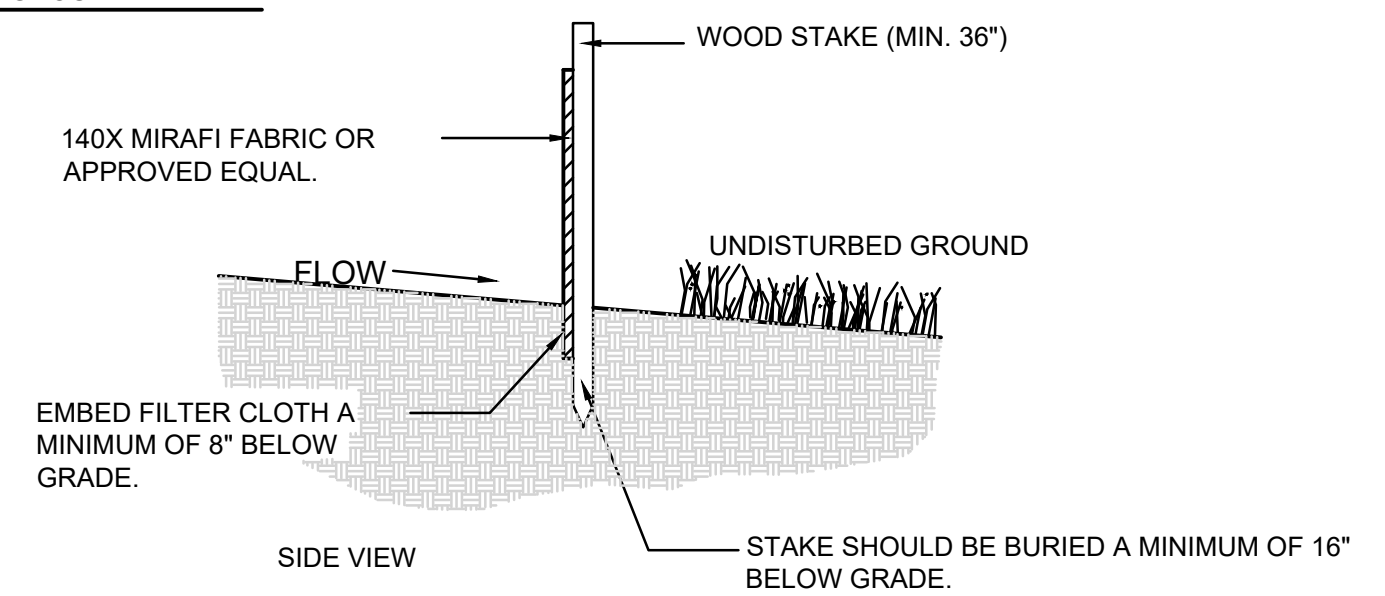 WOOD STAKE (MIN. 36")
140X MIRAFI FABRIC OR
APPROVED EQUAL.
UNDISTURBED GROUND
FLOW
EMBED FILTER CLOTH A
MINIMUM OF 8" BELOW
GRADE.
SIDE VIEW
STAKE SHOULD BE BURIED A MINIMUM OF 16"
BELOW GRADE.